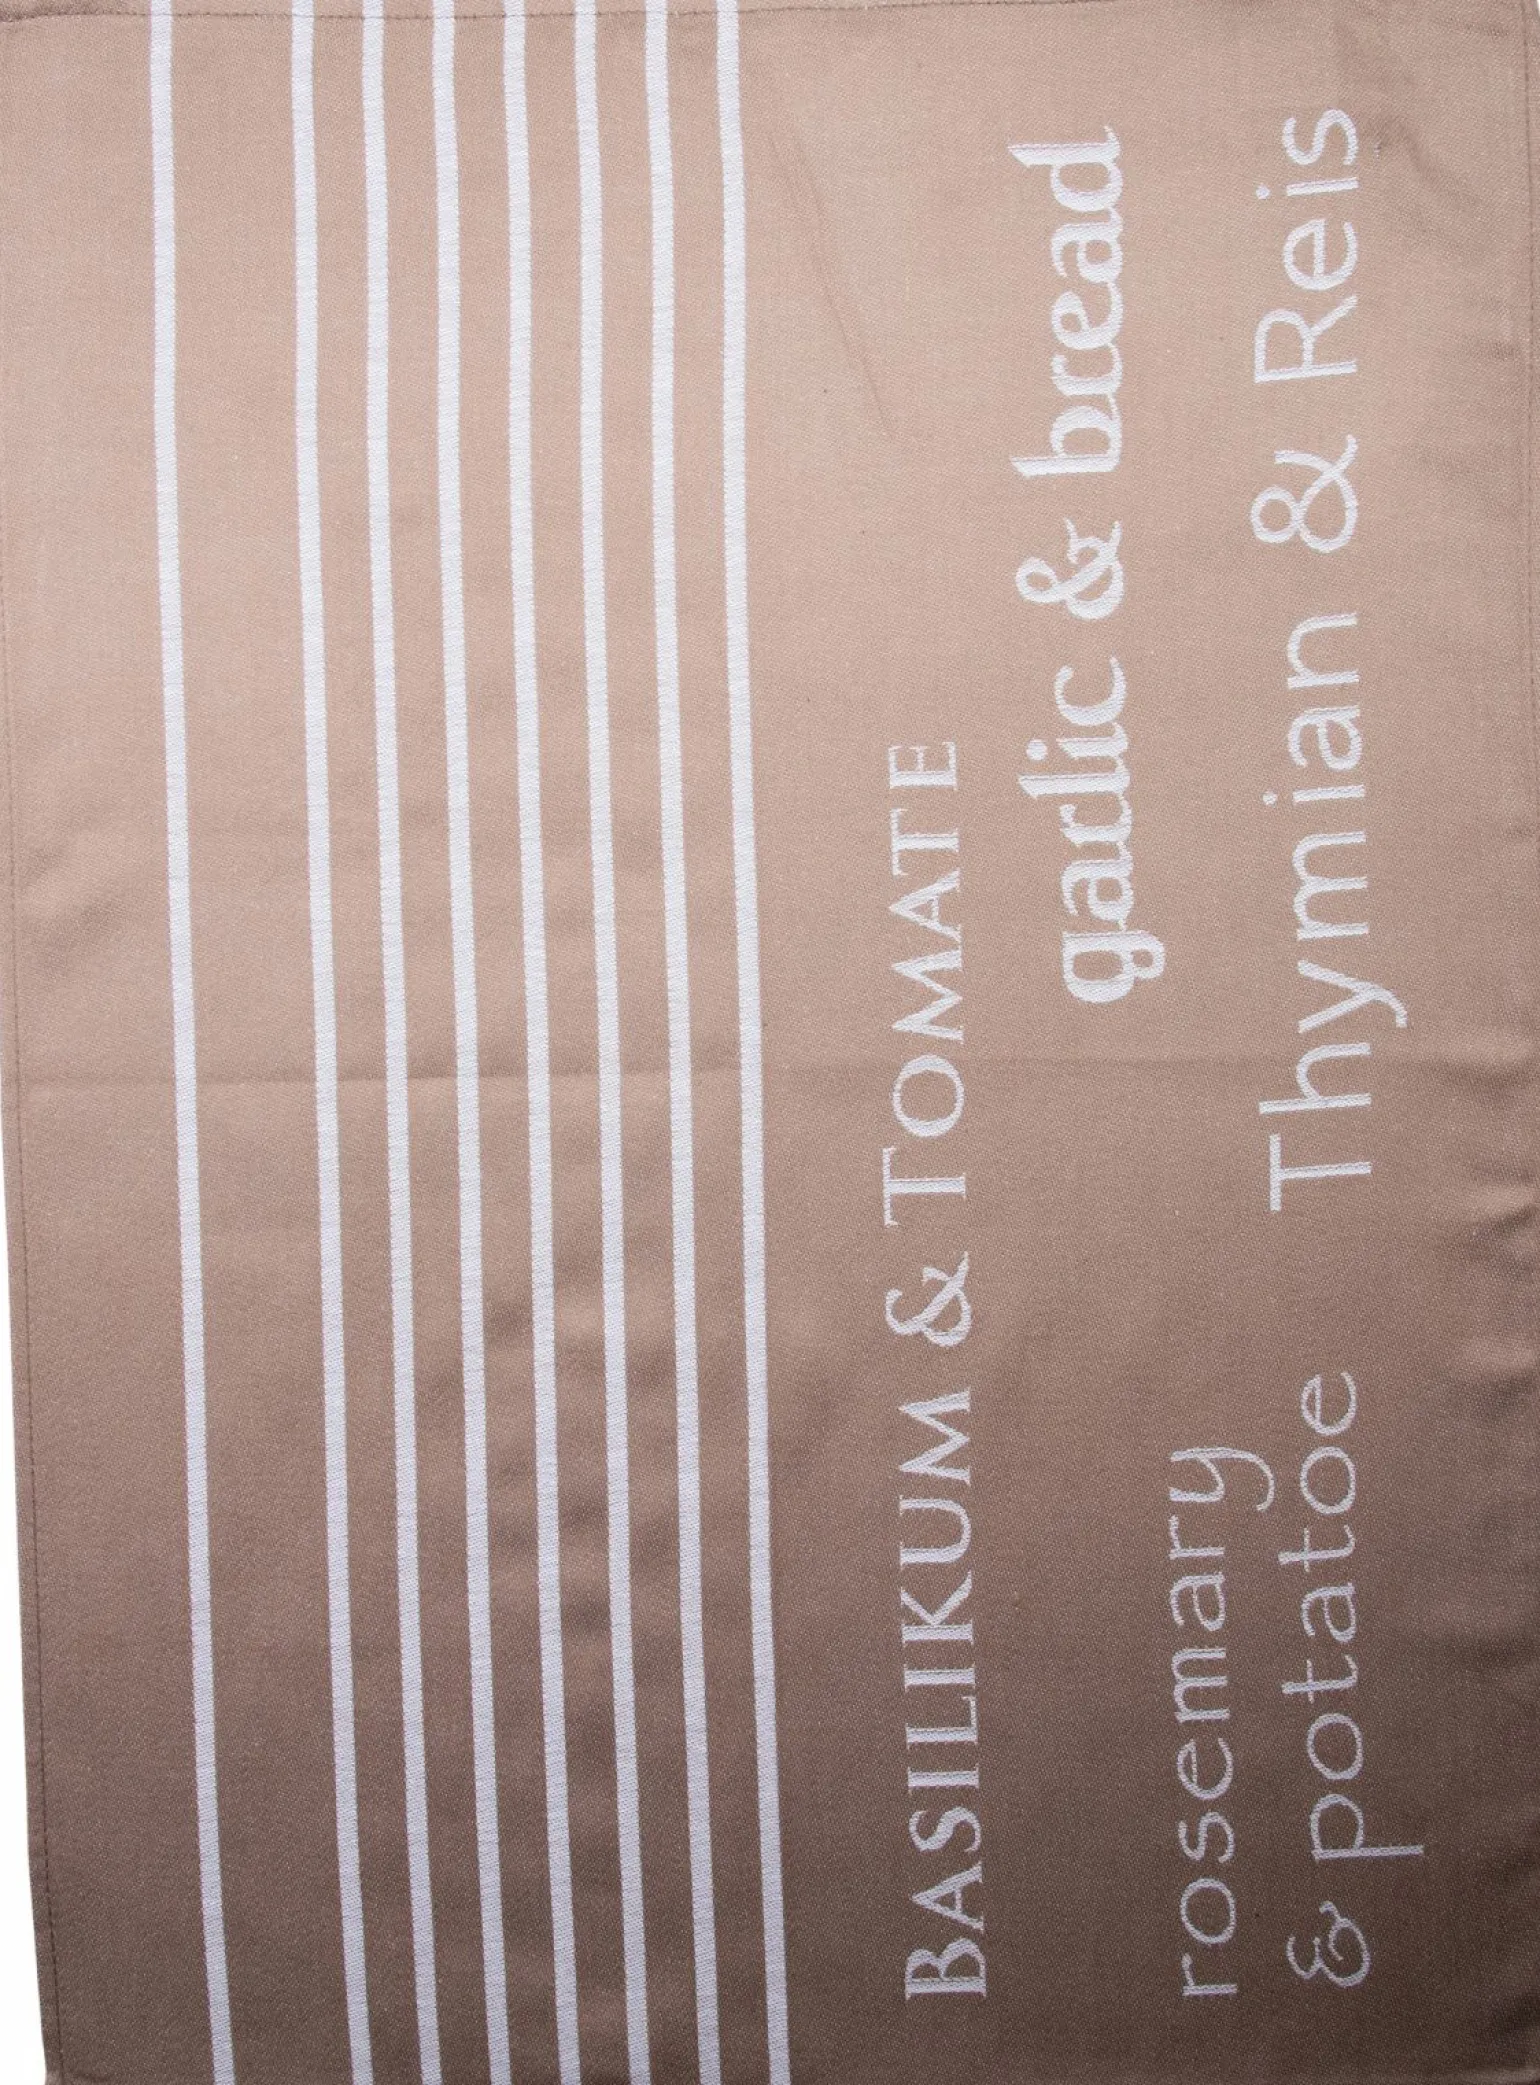 BASILIKUM & TOMATE
garlic & bread
rosemary
& potatoe
Thymian & Reis